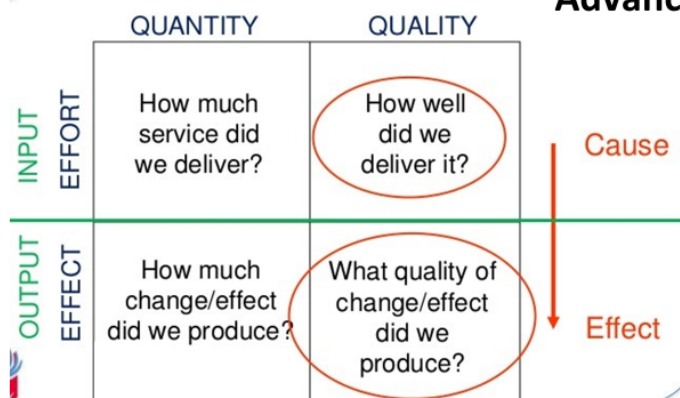 Advanc
QUANTITY QUALITY
INPUT
EFFORT
How much
service did
we deliver?
How well
did we
deliver it?
Cause
OUTPUT
EFFECT
How much
change/effect
did we produce?
What quality of
change/effect
did we
produce?
Effect